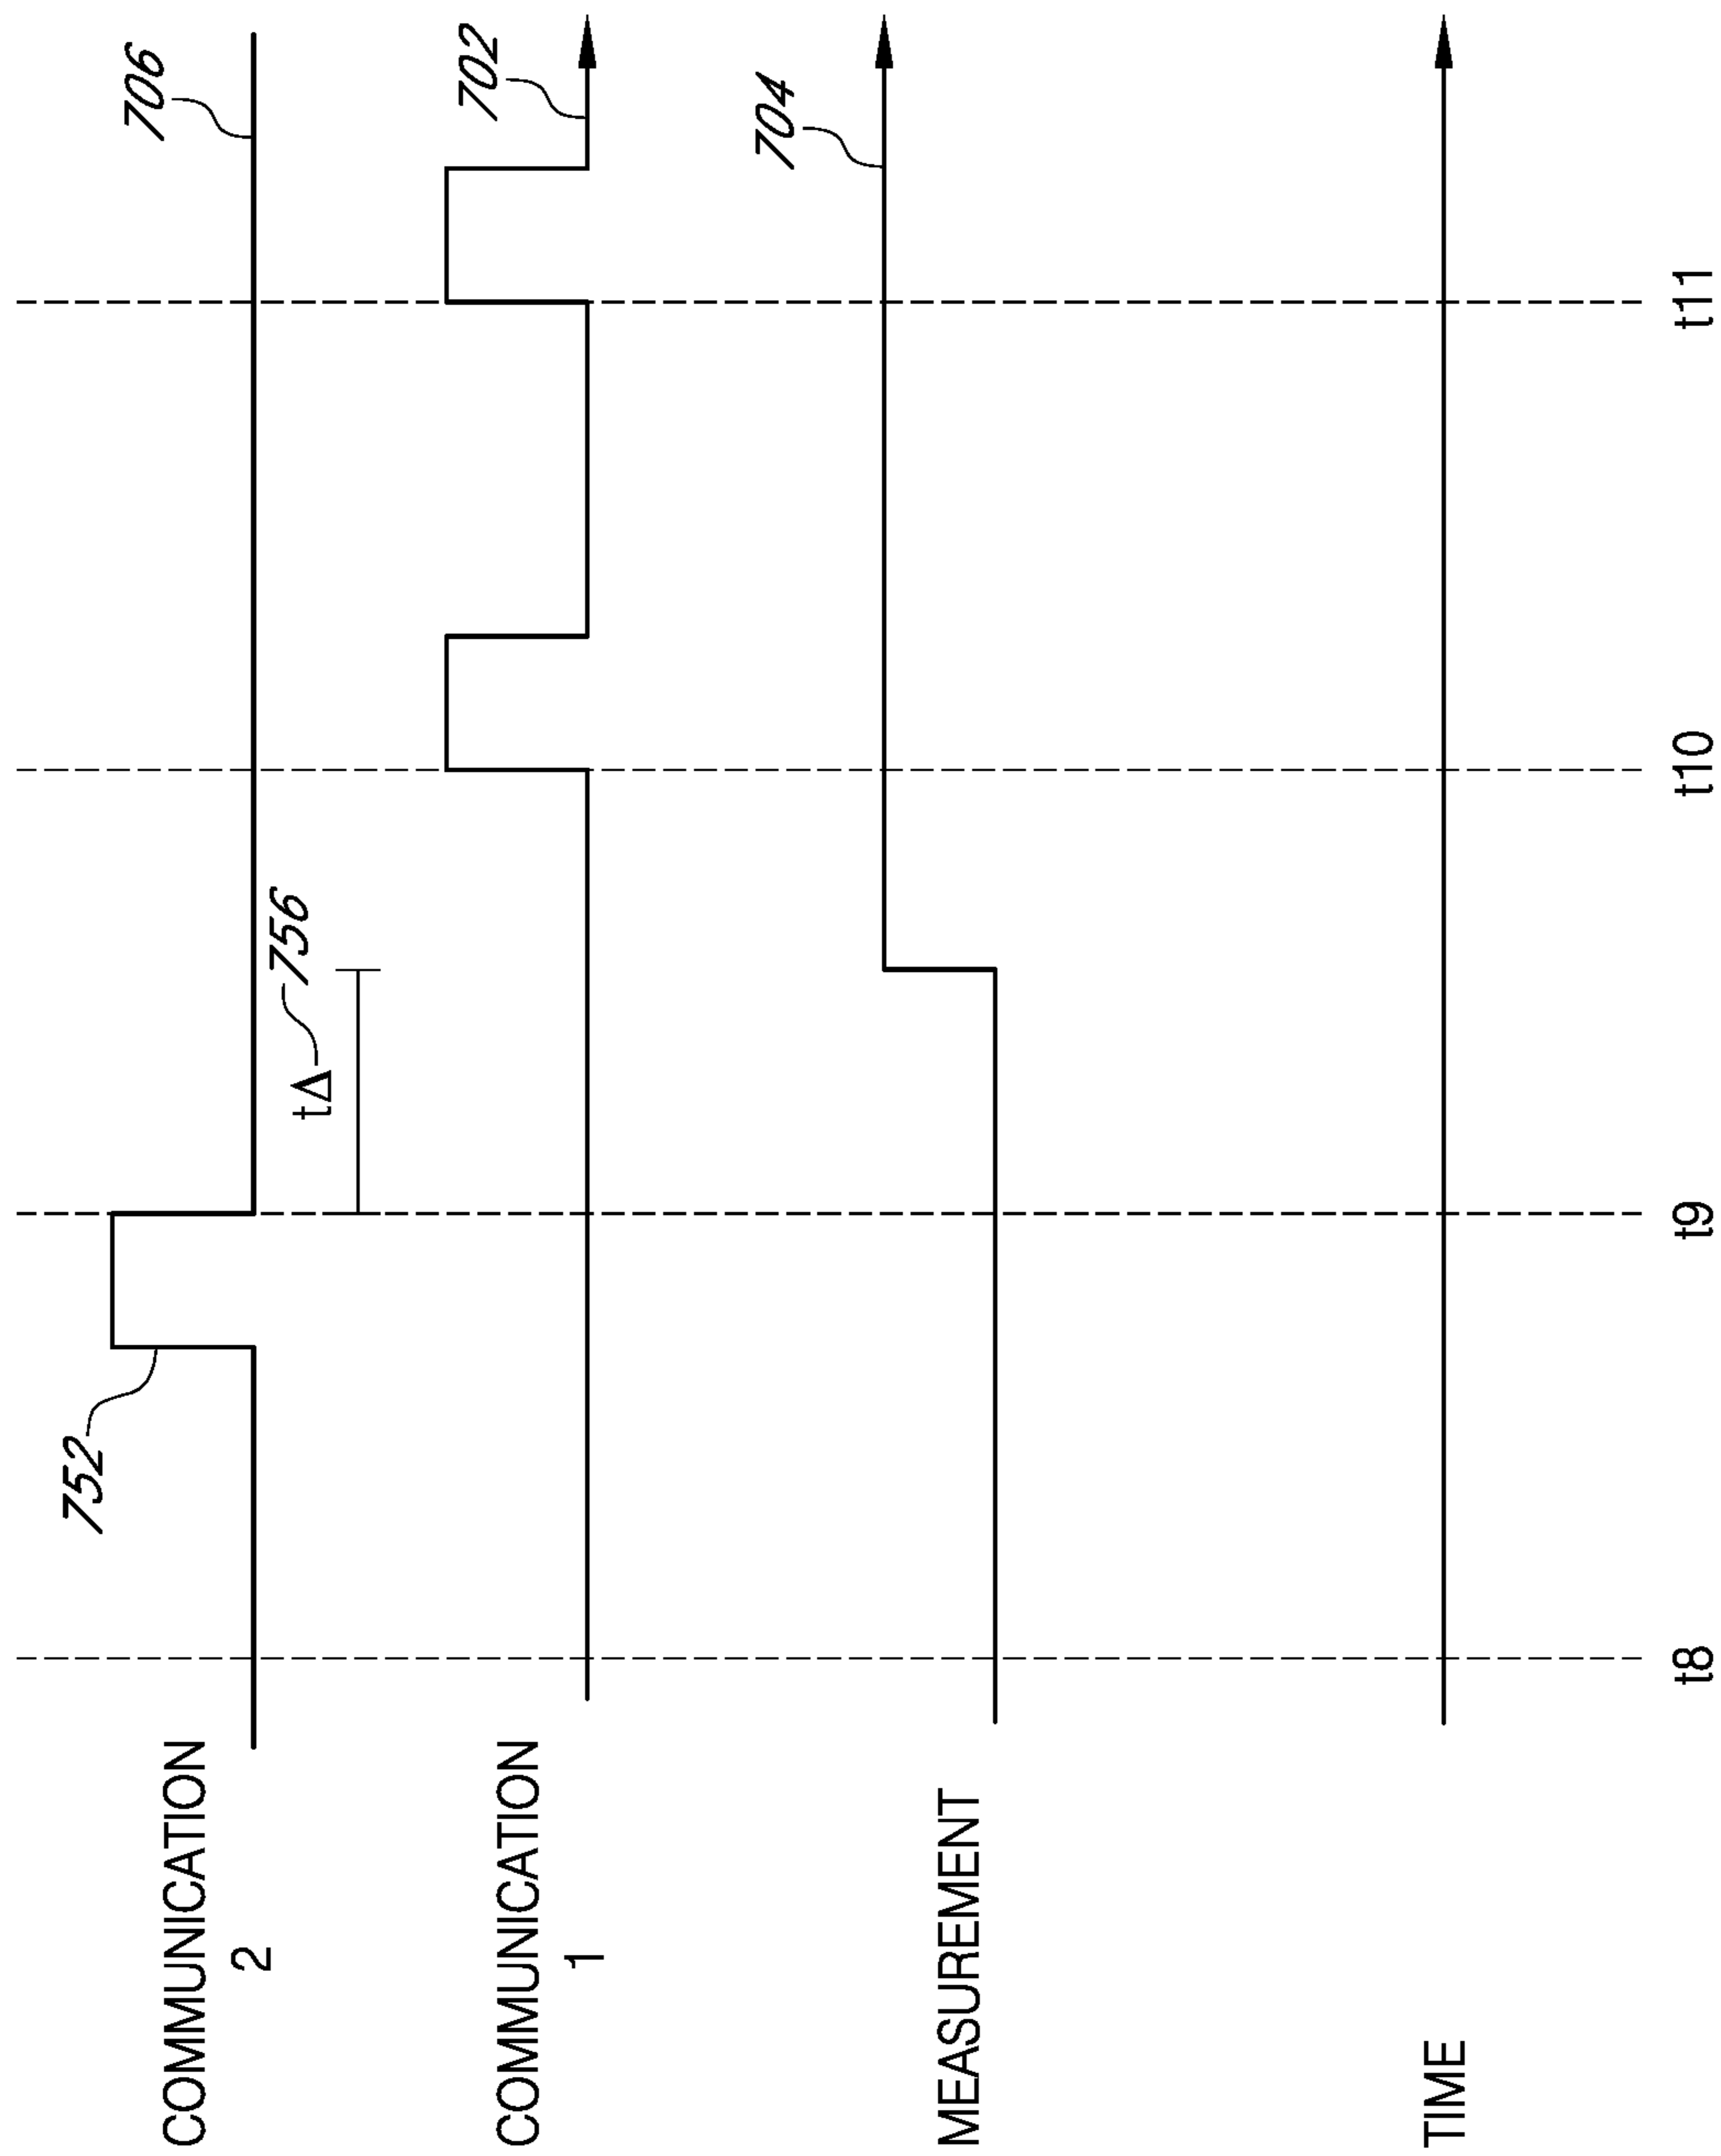 752
706
COMMUNICATION
2
tΔ
756
702
COMMUNICATION
1
704
MEASUREMENT
TIME
t8
t9
t10
t11